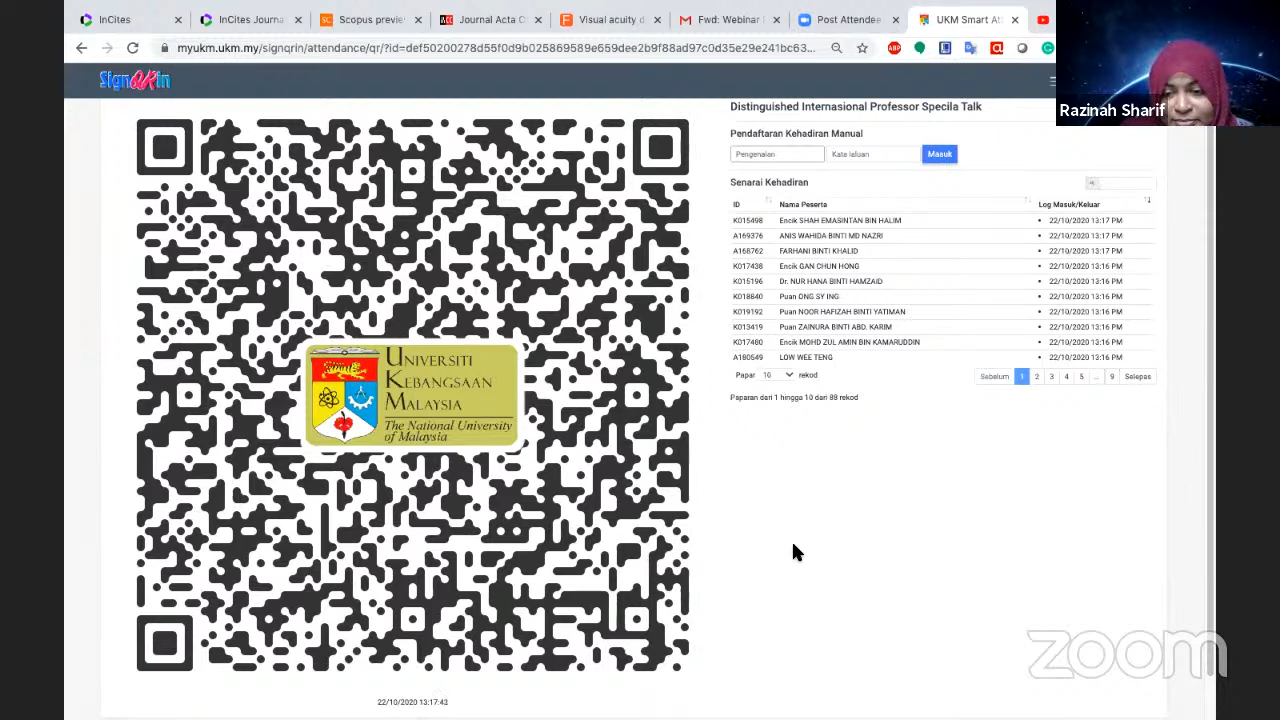 InCites
InCites Journa
Scopus previe
Journal Acta C
Visual acuity d
Fwd: Webinar
Post Attendee
UKM Smart At
myukm.ukm.my/signqrin/attendance/qr/?id=def50200278d55f0d9b025869589e659dee2b9f88ad97c0d35e29e241bc63...
ABP
SignQRin
Razinah Sharif
UNIVERSITI
KEBANGSAAN
MALAYSIA
The National University
of Malaysia
22/10/2020 13:17:43
Distinguished Internasional Professor Specila Talk
Pendaftaran Kehadiran Manual
Pengenalan Kata laluan Masuk
Senarai Kehadiran
ID Nama Peserta Log Masuk/Keluar
K015498 Encik SHAH EMASINTAN BIN HALIM • 22/10/2020 13:17 PM
A169376 ANIS WAHIDA BINTI MD NAZRI • 22/10/2020 13:17 PM
A168762 FARHANI BINTI KHALID • 22/10/2020 13:17 PM
K017438 Encik GAN CHUN HONG • 22/10/2020 13:16 PM
K015196 Dr. NUR HANA BINTI HAMZAID • 22/10/2020 13:16 PM
K018840 Puan ONG SY ING • 22/10/2020 13:16 PM
K019192 Puan NOOR HAFIZAH BINTI YATIMAN • 22/10/2020 13:16 PM
K013419 Puan ZAINURA BINTI ABD. KARIM • 22/10/2020 13:16 PM
K017480 Encik MOHD ZUL AMIN BIN KAMARUDDIN • 22/10/2020 13:16 PM
A180549 LOW WEE TENG • 22/10/2020 13:16 PM
Papar 10 rekod
Sebelum 1 2 3 4 5 ... 9 Selepas
Paparan dari 1 hingga 10 dari 88 rekod
zoom